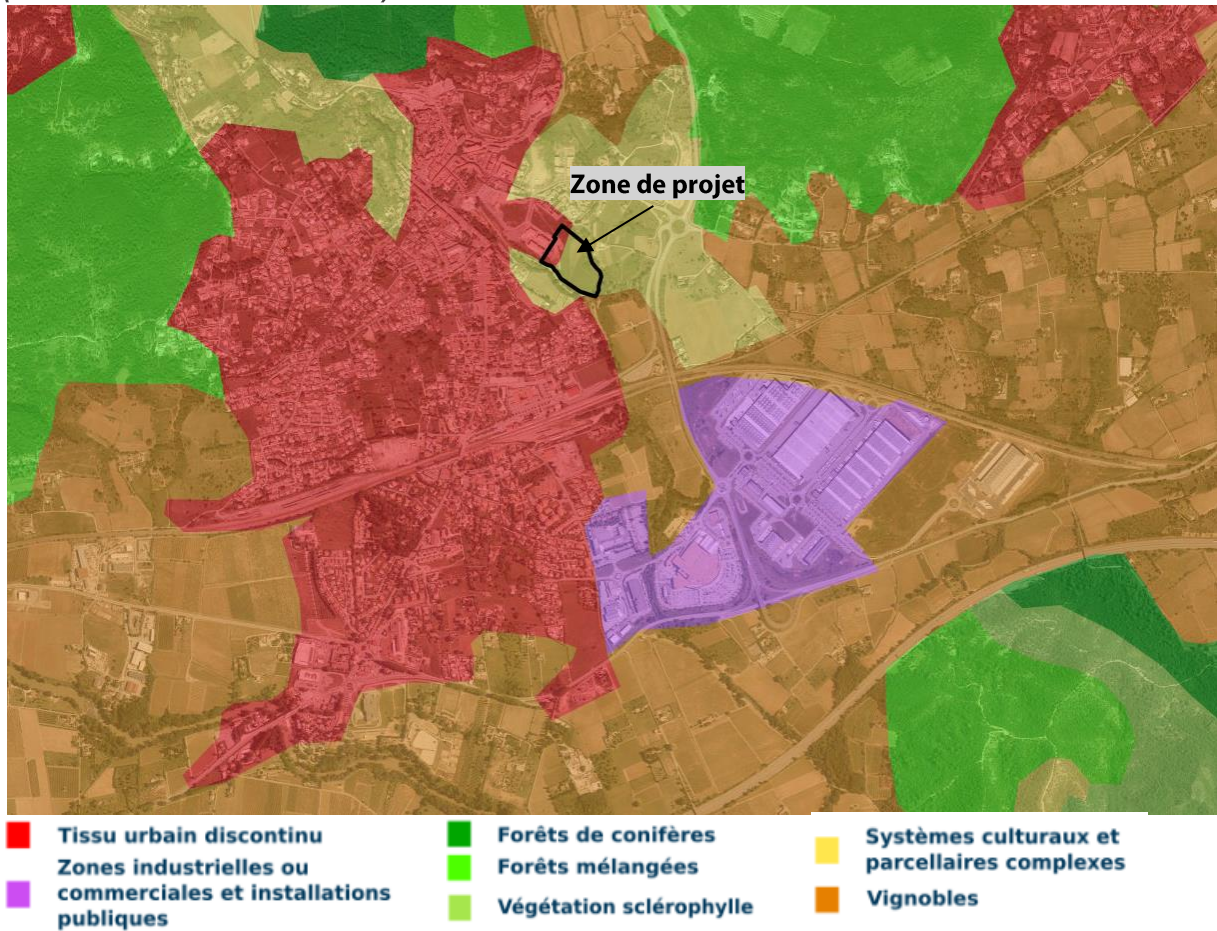 Zone de projet
Tissu urbain discontinu
Zones industrielles ou
commerciales et installations
publiques
Forêts de conifères
Forêts mélangées
Végétation sclérophylle
Systèmes culturaux et
parcellaires complexes
Vignobles